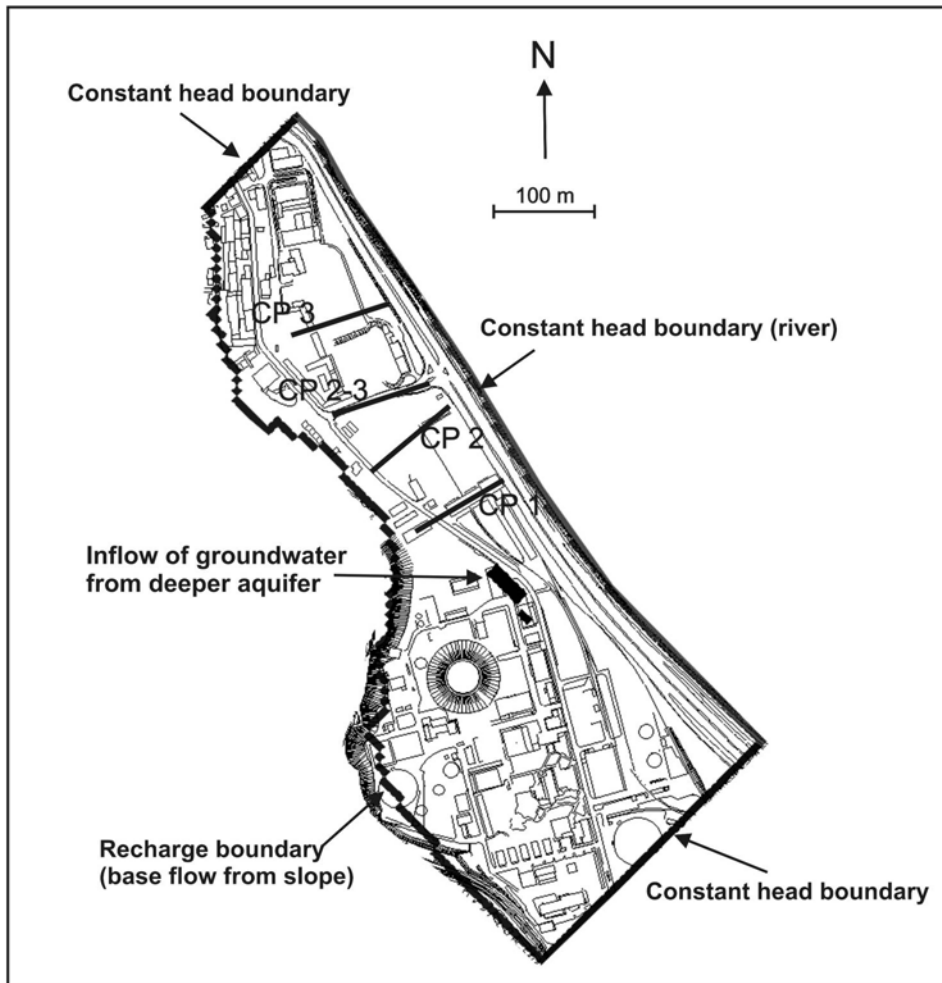 N
Constant head boundary
100 m
CP 3
Constant head boundary (river)
CP 2-3
CP 2
CP 1
Inflow of groundwater
from deeper aquifer
Recharge boundary
(base flow from slope)
Constant head boundary